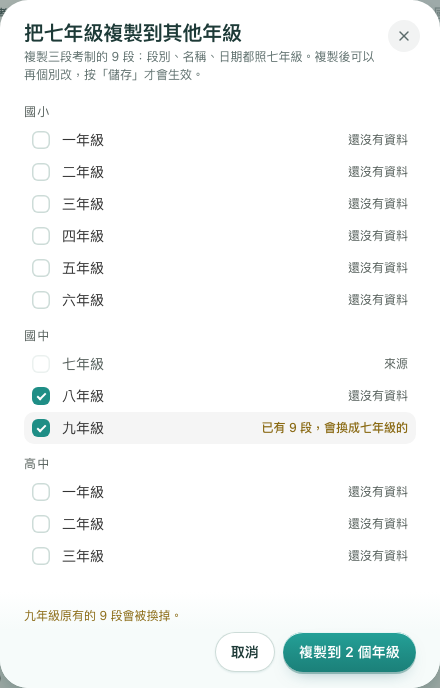 把七年級複製到其他年級
複製三段考制的 9 段：段別、名稱、日期都照七年級。複製後可以
再個別改，按「儲存」才會生效。
國小
一年級 還沒有資料
二年級 還沒有資料
三年級 還沒有資料
四年級 還沒有資料
五年級 還沒有資料
六年級 還沒有資料
國中
七年級 來源
八年級 還沒有資料
九年級 已有 9 段，會換成七年級的
高中
一年級 還沒有資料
二年級 還沒有資料
三年級 還沒有資料
九年級原有的 9 段會被換掉。
取消 複製到 2 個年級